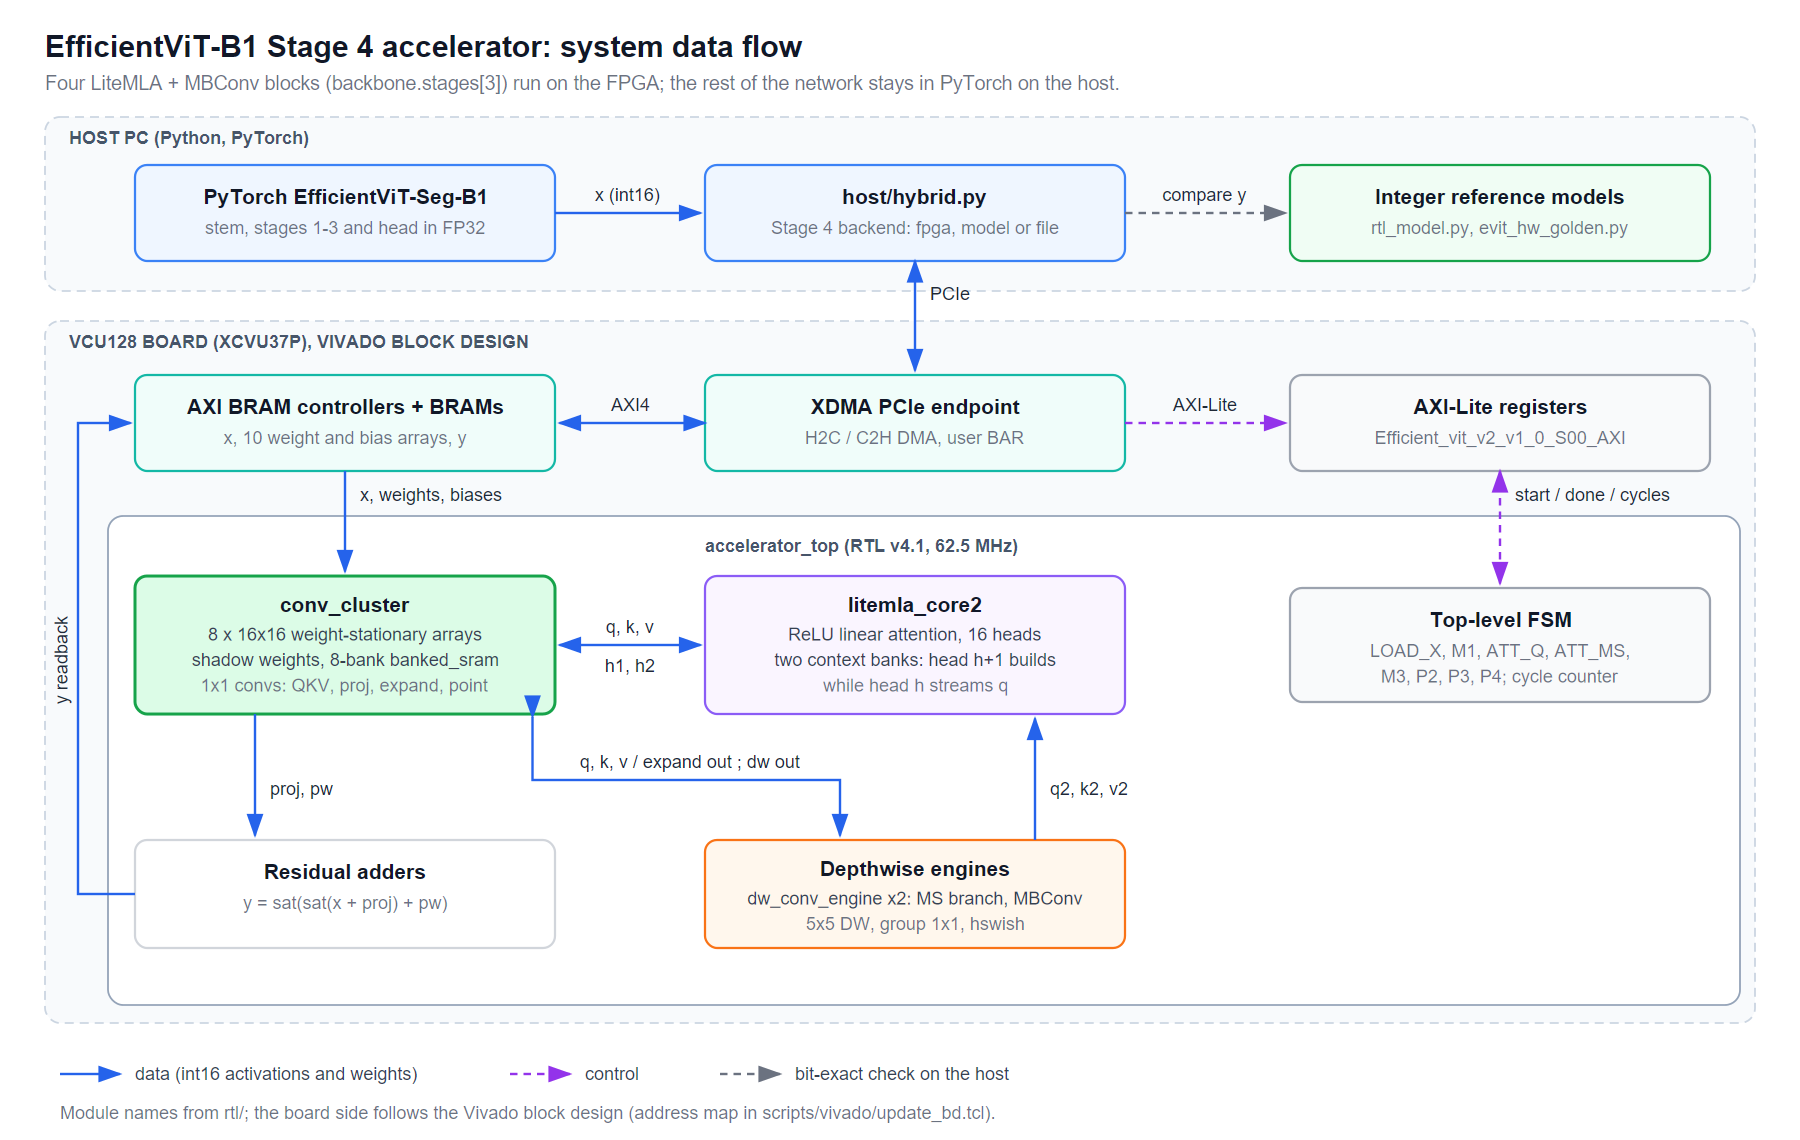 EfficientViT-B1 Stage 4 accelerator: system data flow
Four LiteMLA + MBConv blocks (backbone.stages[3]) run on the FPGA; the rest of the network stays in PyTorch on the host.
HOST PC (Python, PyTorch)
PyTorch EfficientViT-Seg-B1
stem, stages 1-3 and head in FP32
x (int16)
host/hybrid.py
Stage 4 backend: fpga, model or file
compare y
Integer reference models
rtl_model.py, evit_hw_golden.py
PCIe
VCU128 BOARD (XCVU37P), VIVADO BLOCK DESIGN
AXI BRAM controllers + BRAMs
x, 10 weight and bias arrays, y
AXI4
XDMA PCIe endpoint
H2C / C2H DMA, user BAR
AXI-Lite
AXI-Lite registers
Efficient_vit_v2_v1_0_S00_AXI
x, weights, biases
start / done / cycles
accelerator_top (RTL v4.1, 62.5 MHz)
conv_cluster
8 x 16x16 weight-stationary arrays
shadow weights, 8-bank banked_sram
1x1 convs: QKV, proj, expand, point
q, k, v
h1, h2
litemla_core2
ReLU linear attention, 16 heads
two context banks: head h+1 builds
while head h streams q
Top-level FSM
LOAD_X, M1, ATT_Q, ATT_MS,
M3, P2, P3, P4; cycle counter
y readback
q, k, v / expand out ; dw out
proj, pw
q2, k2, v2
Residual adders
y = sat(sat(x + proj) + pw)
Depthwise engines
dw_conv_engine x2: MS branch, MBConv
5x5 DW, group 1x1, hswish
data (int16 activations and weights)
control
bit-exact check on the host
Module names from rtl/; the board side follows the Vivado block design (address map in scripts/vivado/update_bd.tcl).